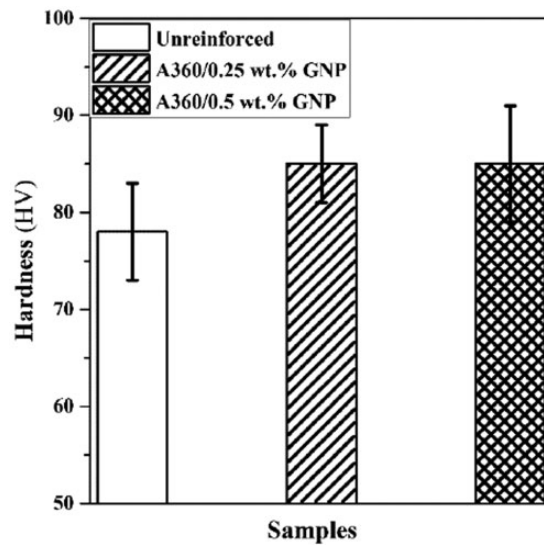 100
90
80
70
60
50
Hardness (HV)
Unreinforced
A360/0.25 wt.% GNP
A360/0.5 wt.% GNP
Samples